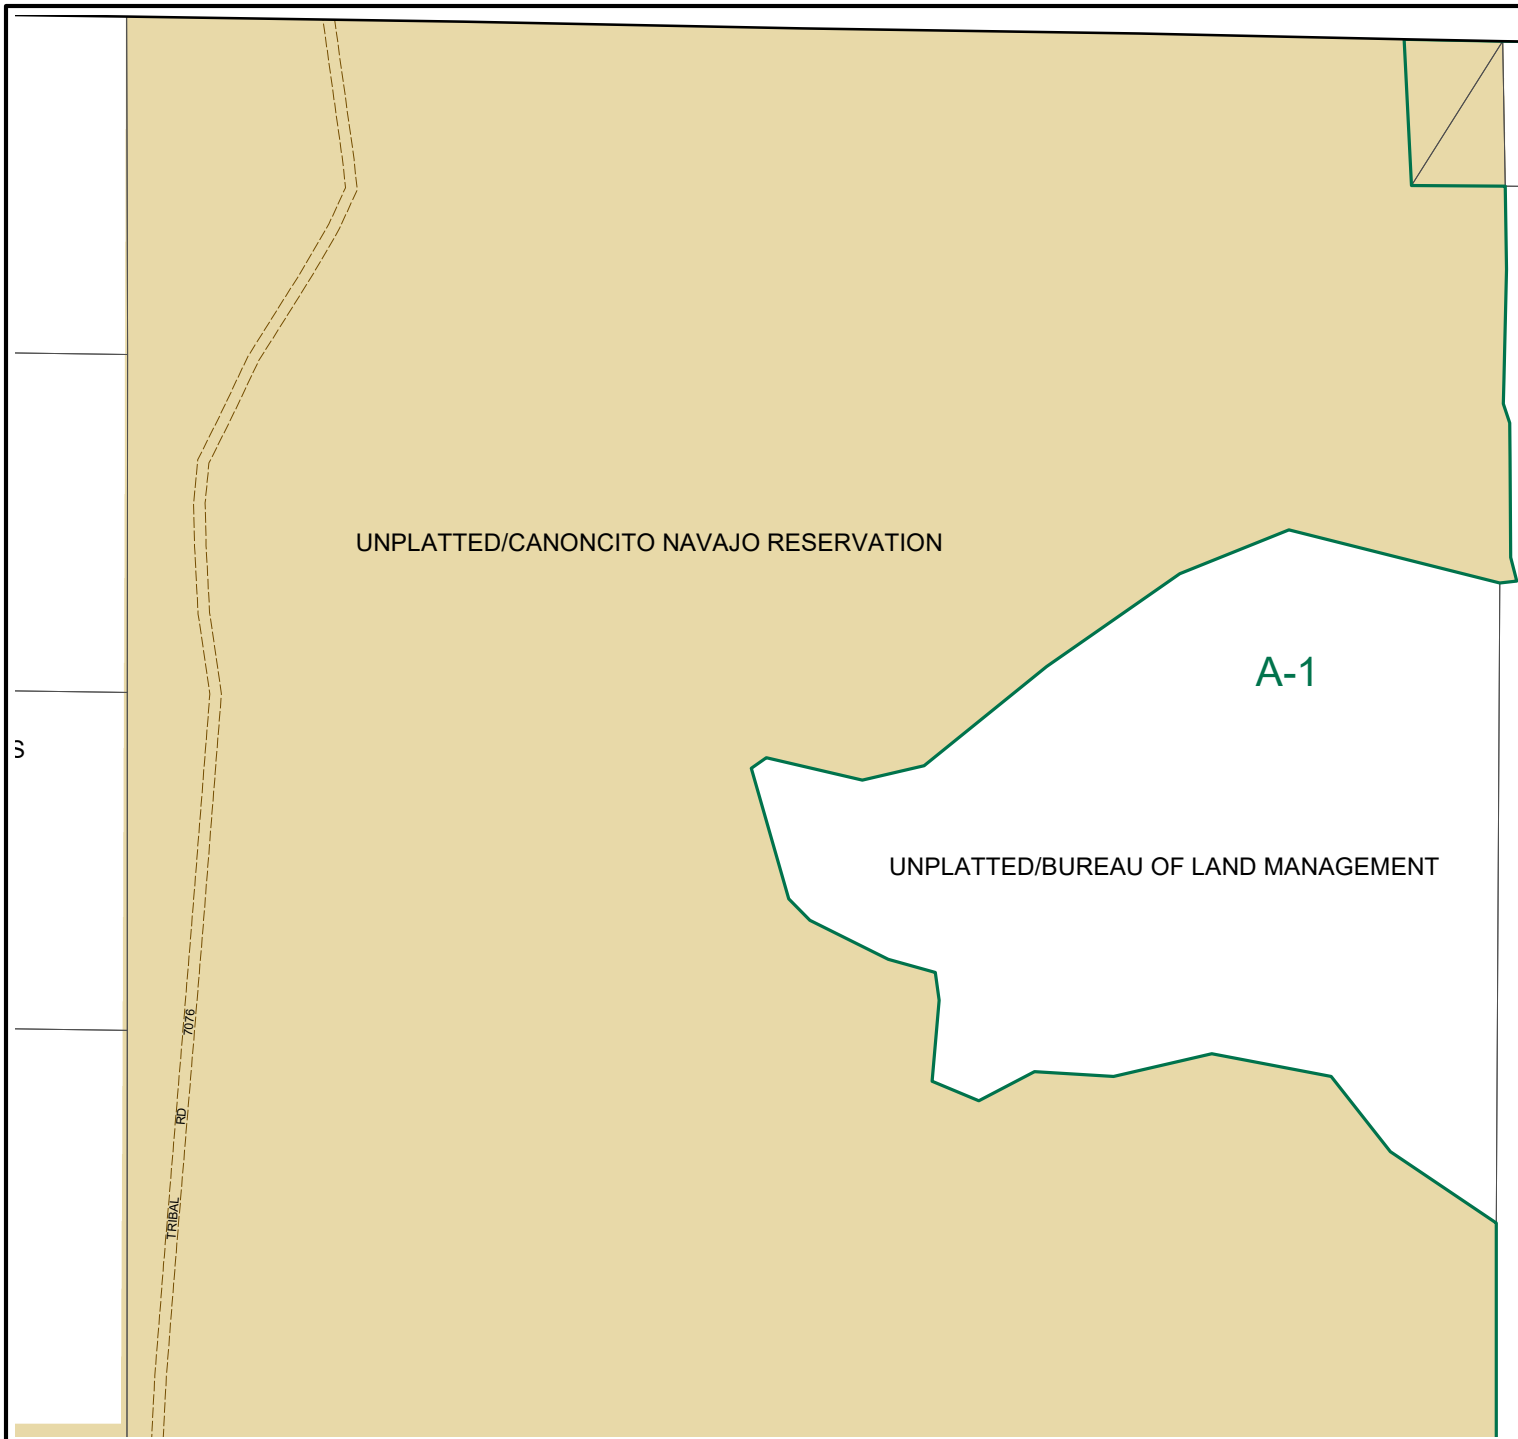 UNPLATTED/CANONCITO NAVAJO RESERVATION
A-1
S
UNPLATTED/BUREAU OF LAND MANAGEMENT
TRIBAL RD 7076